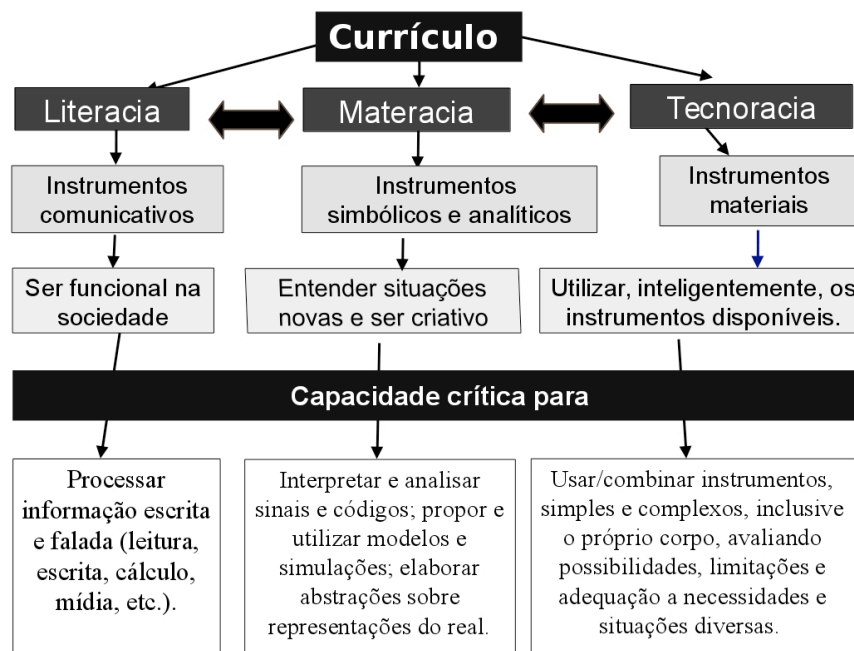 Currículo
Literacia
Materacia
Tecnoracia
Instrumentos
comunicativos
Instrumentos
simbólicos e analíticos
Instrumentos
materiais
Ser funcional na
sociedade
Entender situações
novas e ser criativo
Utilizar, inteligentemente, os
instrumentos disponíveis.
Capacidade crítica para
Processar
informação escrita
e falada (leitura,
escrita, cálculo,
mídia, etc.).
Interpretar e analisar
sinais e códigos; propor e
utilizar modelos e
simulações; elaborar
abstrações sobre
representações do real.
Usar/combinar instrumentos,
simples e complexos, inclusive
o próprio corpo, avaliando
possibilidades, limitações e
adequação a necessidades e
situações diversas.